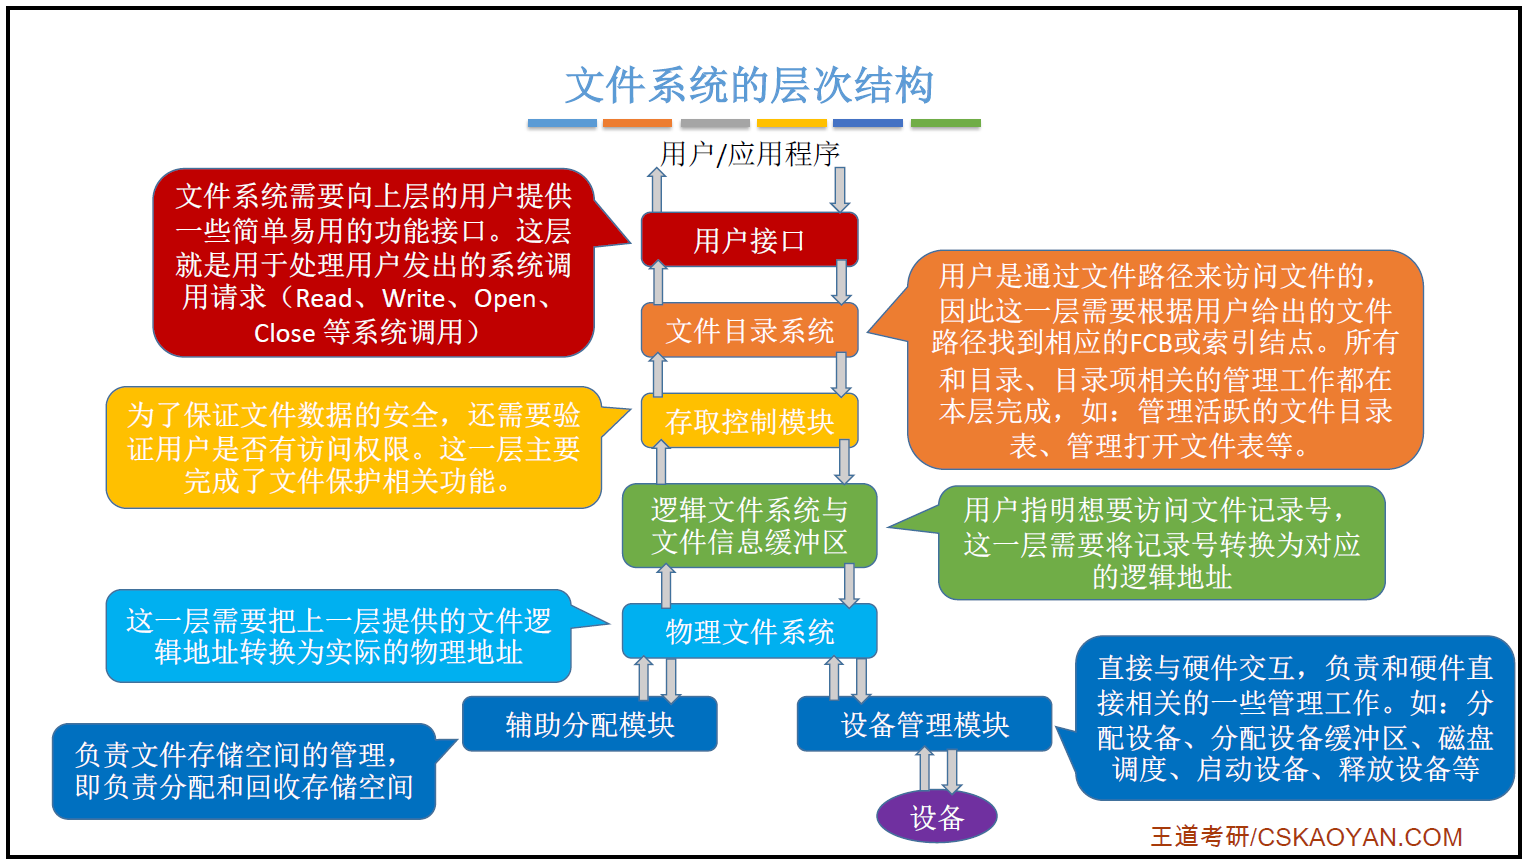 文件系统的层次结构
用户/应用程序
文件系统需要向上层的用户提供
一些简单易用的功能接口。这层
就是用于处理用户发出的系统调
用请求（Read、Write、Open、
Close 等系统调用）
用户接口
用户是通过文件路径来访问文件的，
因此这一层需要根据用户给出的文件
路径找到相应的FCB或索引结点。所有
和目录、目录项相关的管理工作都在
本层完成，如：管理活跃的文件目录
表、管理打开文件表等。
文件目录系统
为了保证文件数据的安全，还需要验
证用户是否有访问权限。这一层主要
完成了文件保护相关功能。
存取控制模块
逻辑文件系统与
文件信息缓冲区
用户指明想要访问文件记录号，
这一层需要将记录号转换为对应
的逻辑地址
这一层需要把上一层提供的文件逻
辑地址转换为实际的物理地址
物理文件系统
辅助分配模块
设备管理模块
直接与硬件交互，负责和硬件直
接相关的一些管理工作。如：分
配设备、分配设备缓冲区、磁盘
调度、启动设备、释放设备等
负责文件存储空间的管理，
即负责分配和回收存储空间
设备
王道考研/CSKAOYAN.COM